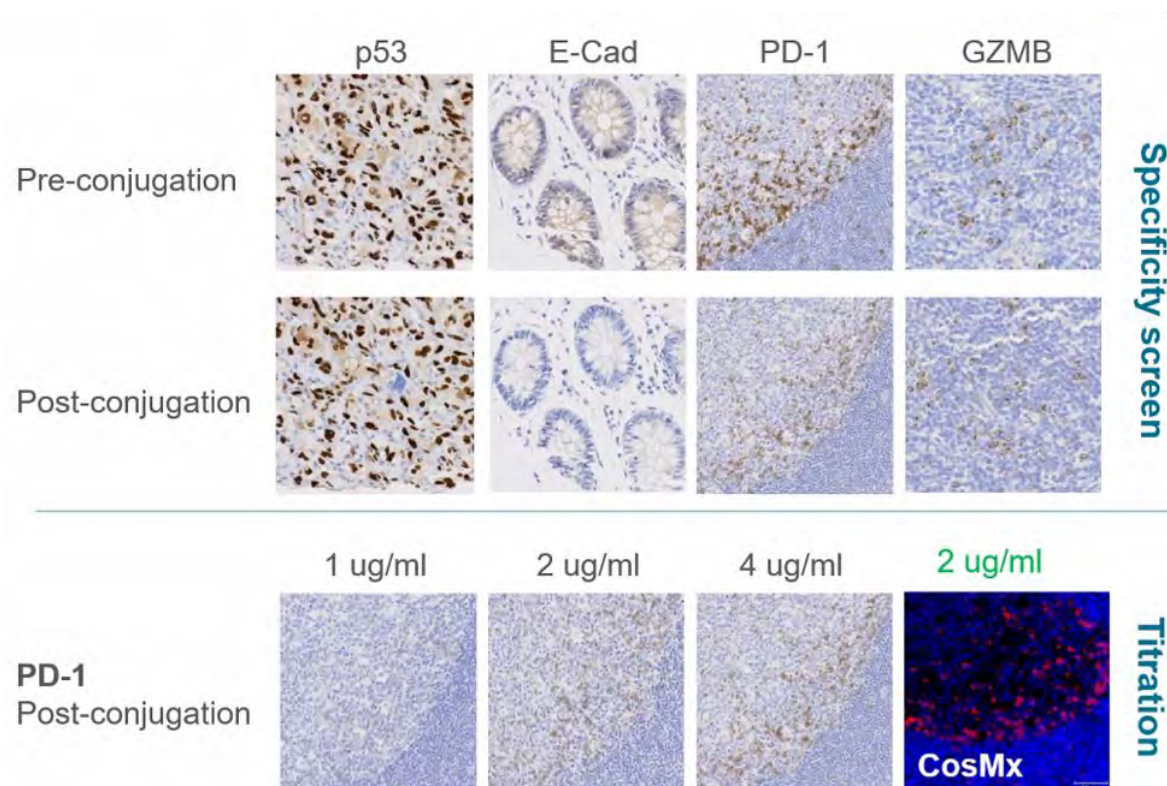 p53 E-Cad PD-1 GZMB
Pre-conjugation
Post-conjugation
Specificity screen
1 ug/ml 2 ug/ml 4 ug/ml 2 ug/ml
PD-1
Post-conjugation
CosMx
Titration